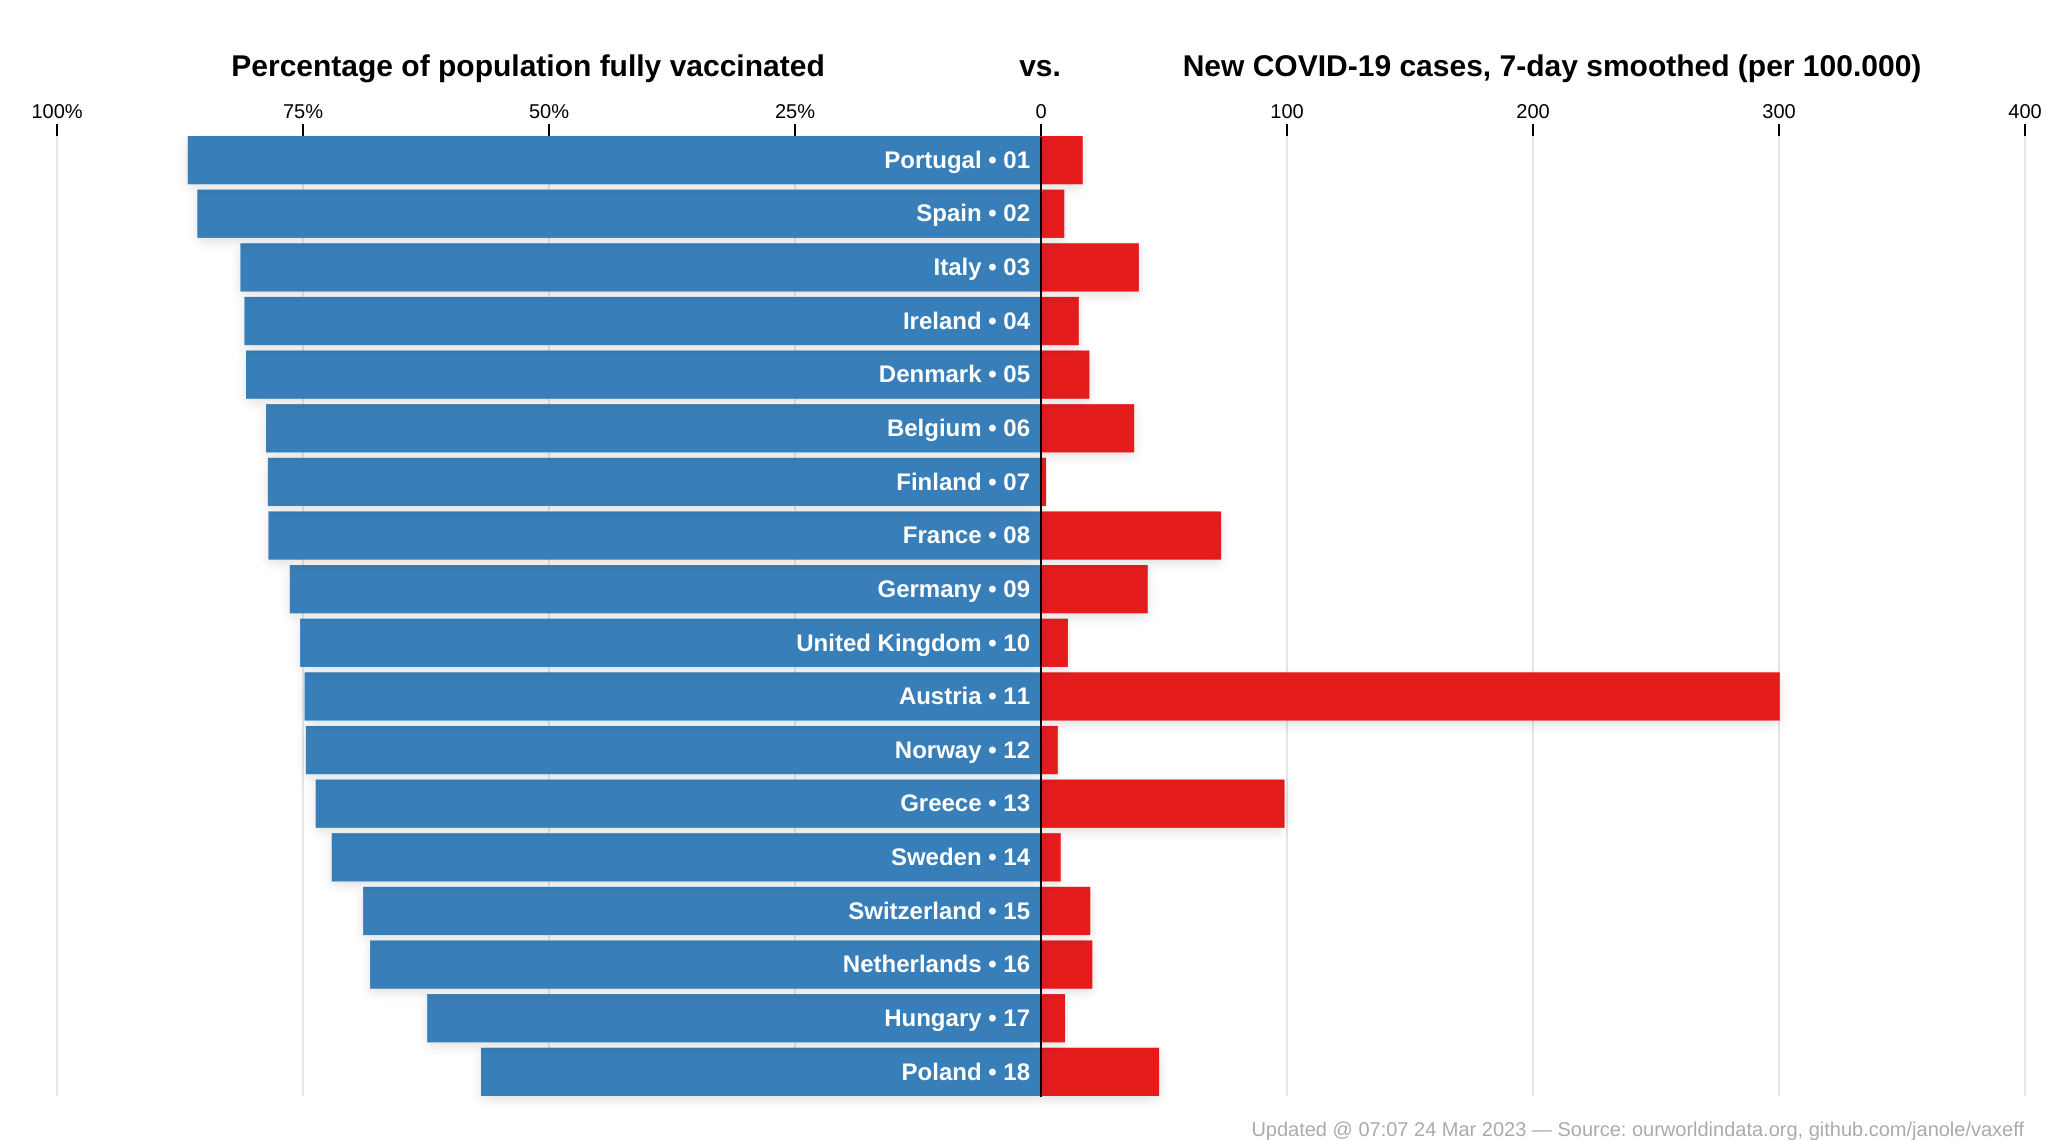 Percentage of population fully vaccinated vs. New COVID-19 cases, 7-day smoothed (per 100.000)
100% 75% 50% 25% 0 100 200 300 400
Portugal • 01
Spain • 02
Italy • 03
Ireland • 04
Denmark • 05
Belgium • 06
Finland • 07
France • 08
Germany • 09
United Kingdom • 10
Austria • 11
Norway • 12
Greece • 13
Sweden • 14
Switzerland • 15
Netherlands • 16
Hungary • 17
Poland • 18
Updated @ 07:07 24 Mar 2023 — Source: ourworldindata.org, github.com/janole/vaxeff